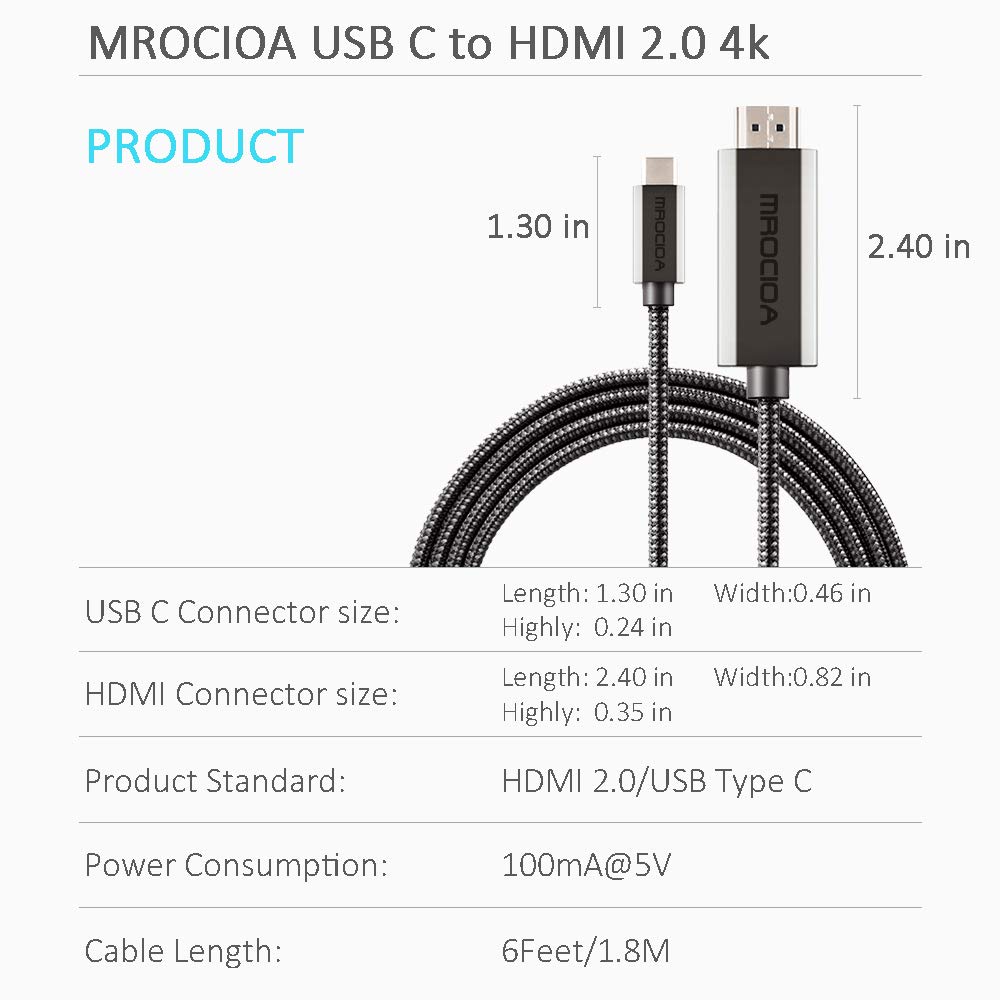 MROCIOA USB C to HDMI 2.0 4k
PRODUCT
1.30 in
MROCIOA
MROCIOA
2.40 in
USB C Connector size:
Length: 1.30 in Width:0.46 in
Highly: 0.24 in
HDMI Connector size:
Length: 2.40 in Width:0.82 in
Highly: 0.35 in
Product Standard: HDMI 2.0/USB Type C
Power Consumption: 100mA@5V
Cable Length: 6Feet/1.8M